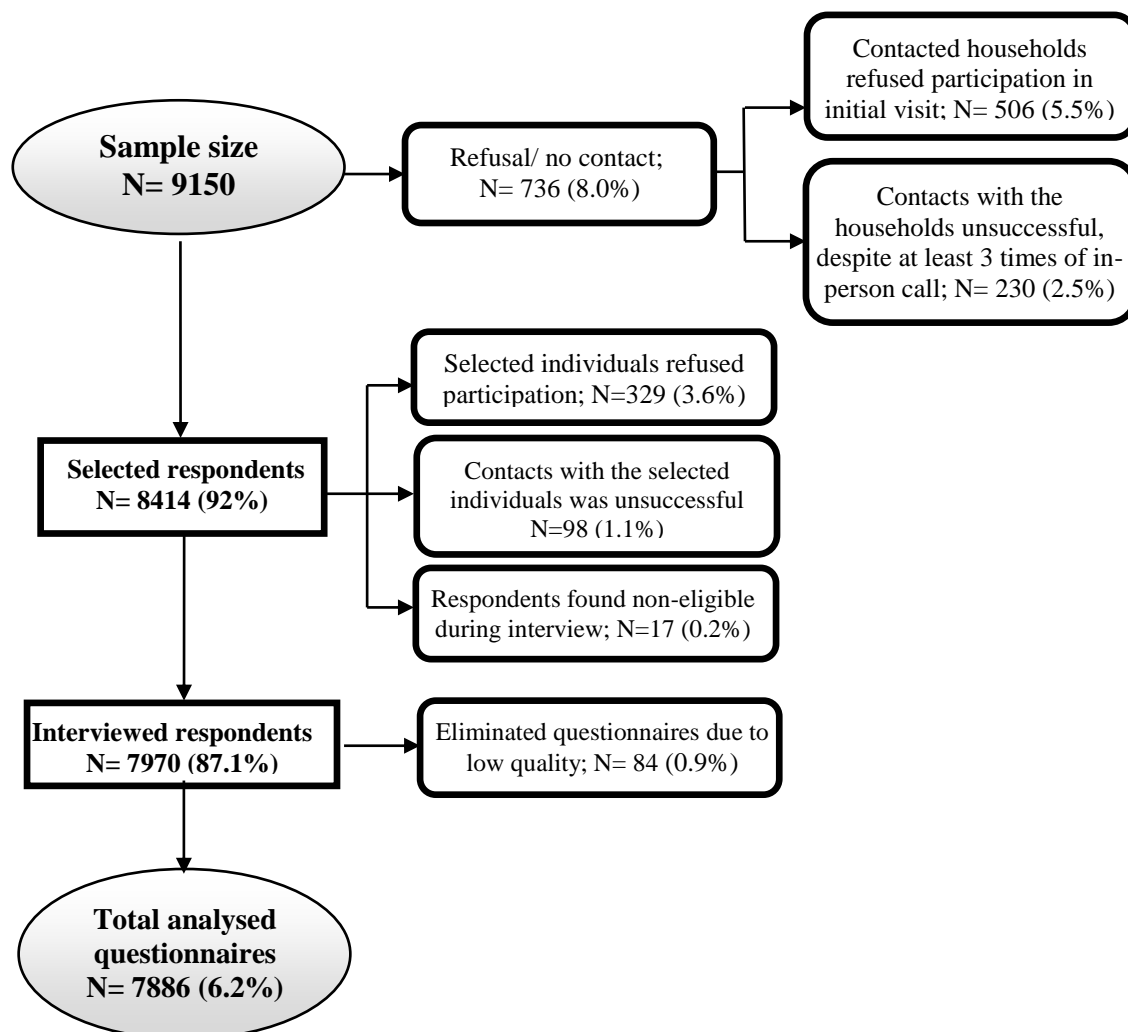 Sample size
N= 9150
Refusal/ no contact;
N= 736 (8.0%)
Contacted households
refused participation in
initial visit; N= 506 (5.5%)
Contacts with the
households unsuccessful,
despite at least 3 times of in-
person call; N= 230 (2.5%)
Selected respondents
N= 8414 (92%)
Selected individuals refused
participation; N=329 (3.6%)
Contacts with the selected
individuals was unsuccessful
N=98 (1.1%)
Respondents found non-eligible
during interview; N=17 (0.2%)
Interviewed respondents
N= 7970 (87.1%)
Eliminated questionnaires due to
low quality; N= 84 (0.9%)
Total analysed
questionnaires
N= 7886 (6.2%)